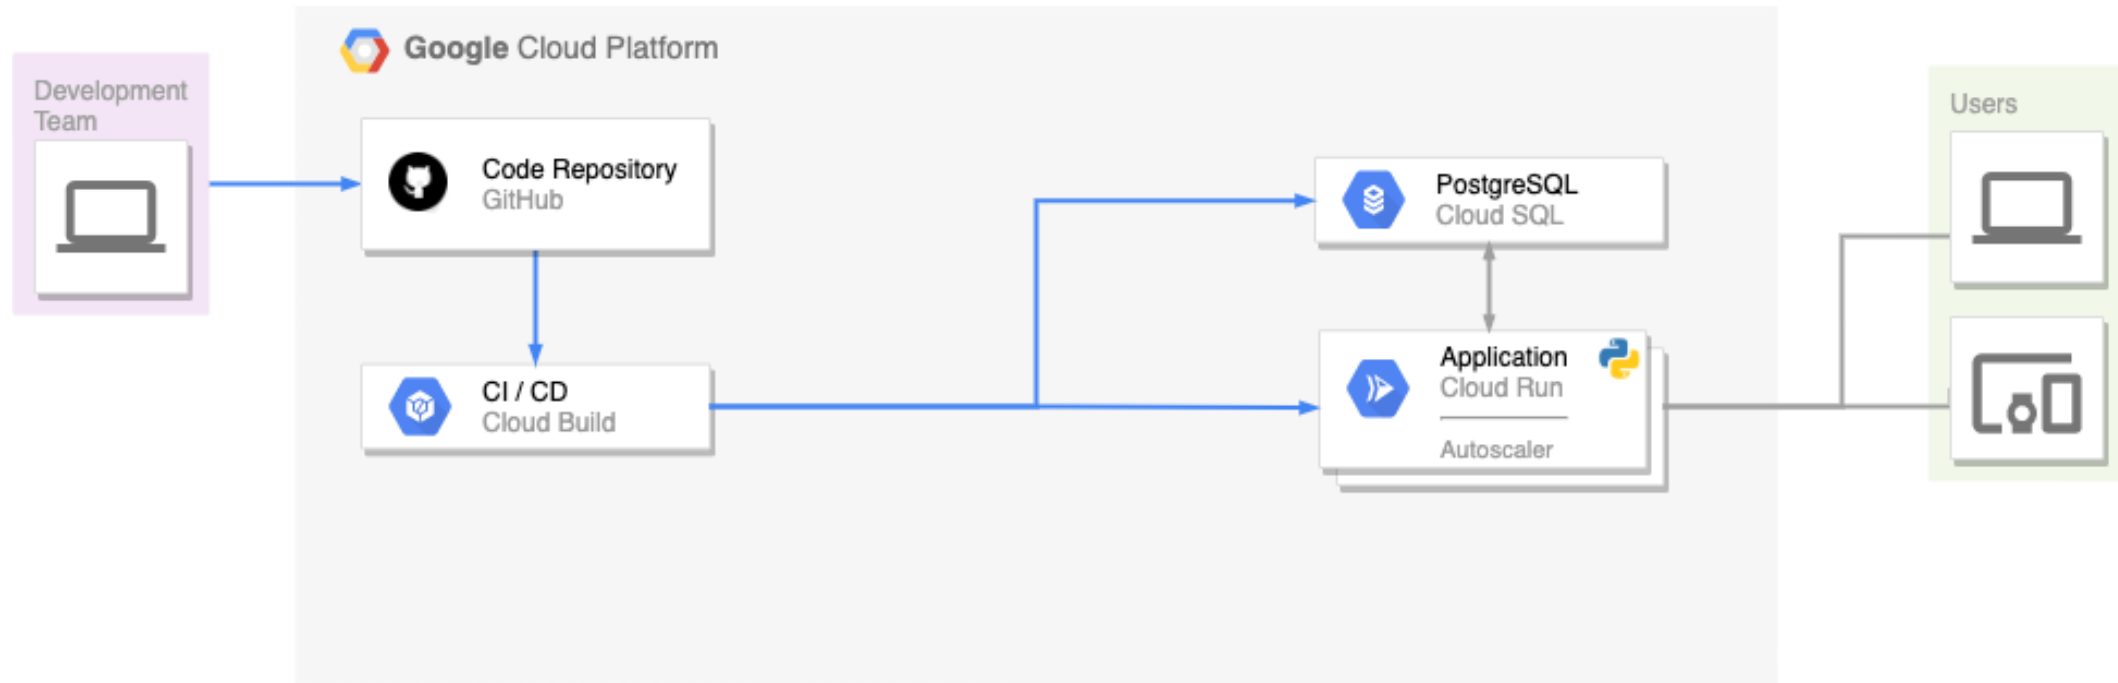 Google Cloud Platform
Development
Team
Code Repository
GitHub
CI / CD
Cloud Build
PostgreSQL
Cloud SQL
Application
Cloud Run
Autoscaler
Users